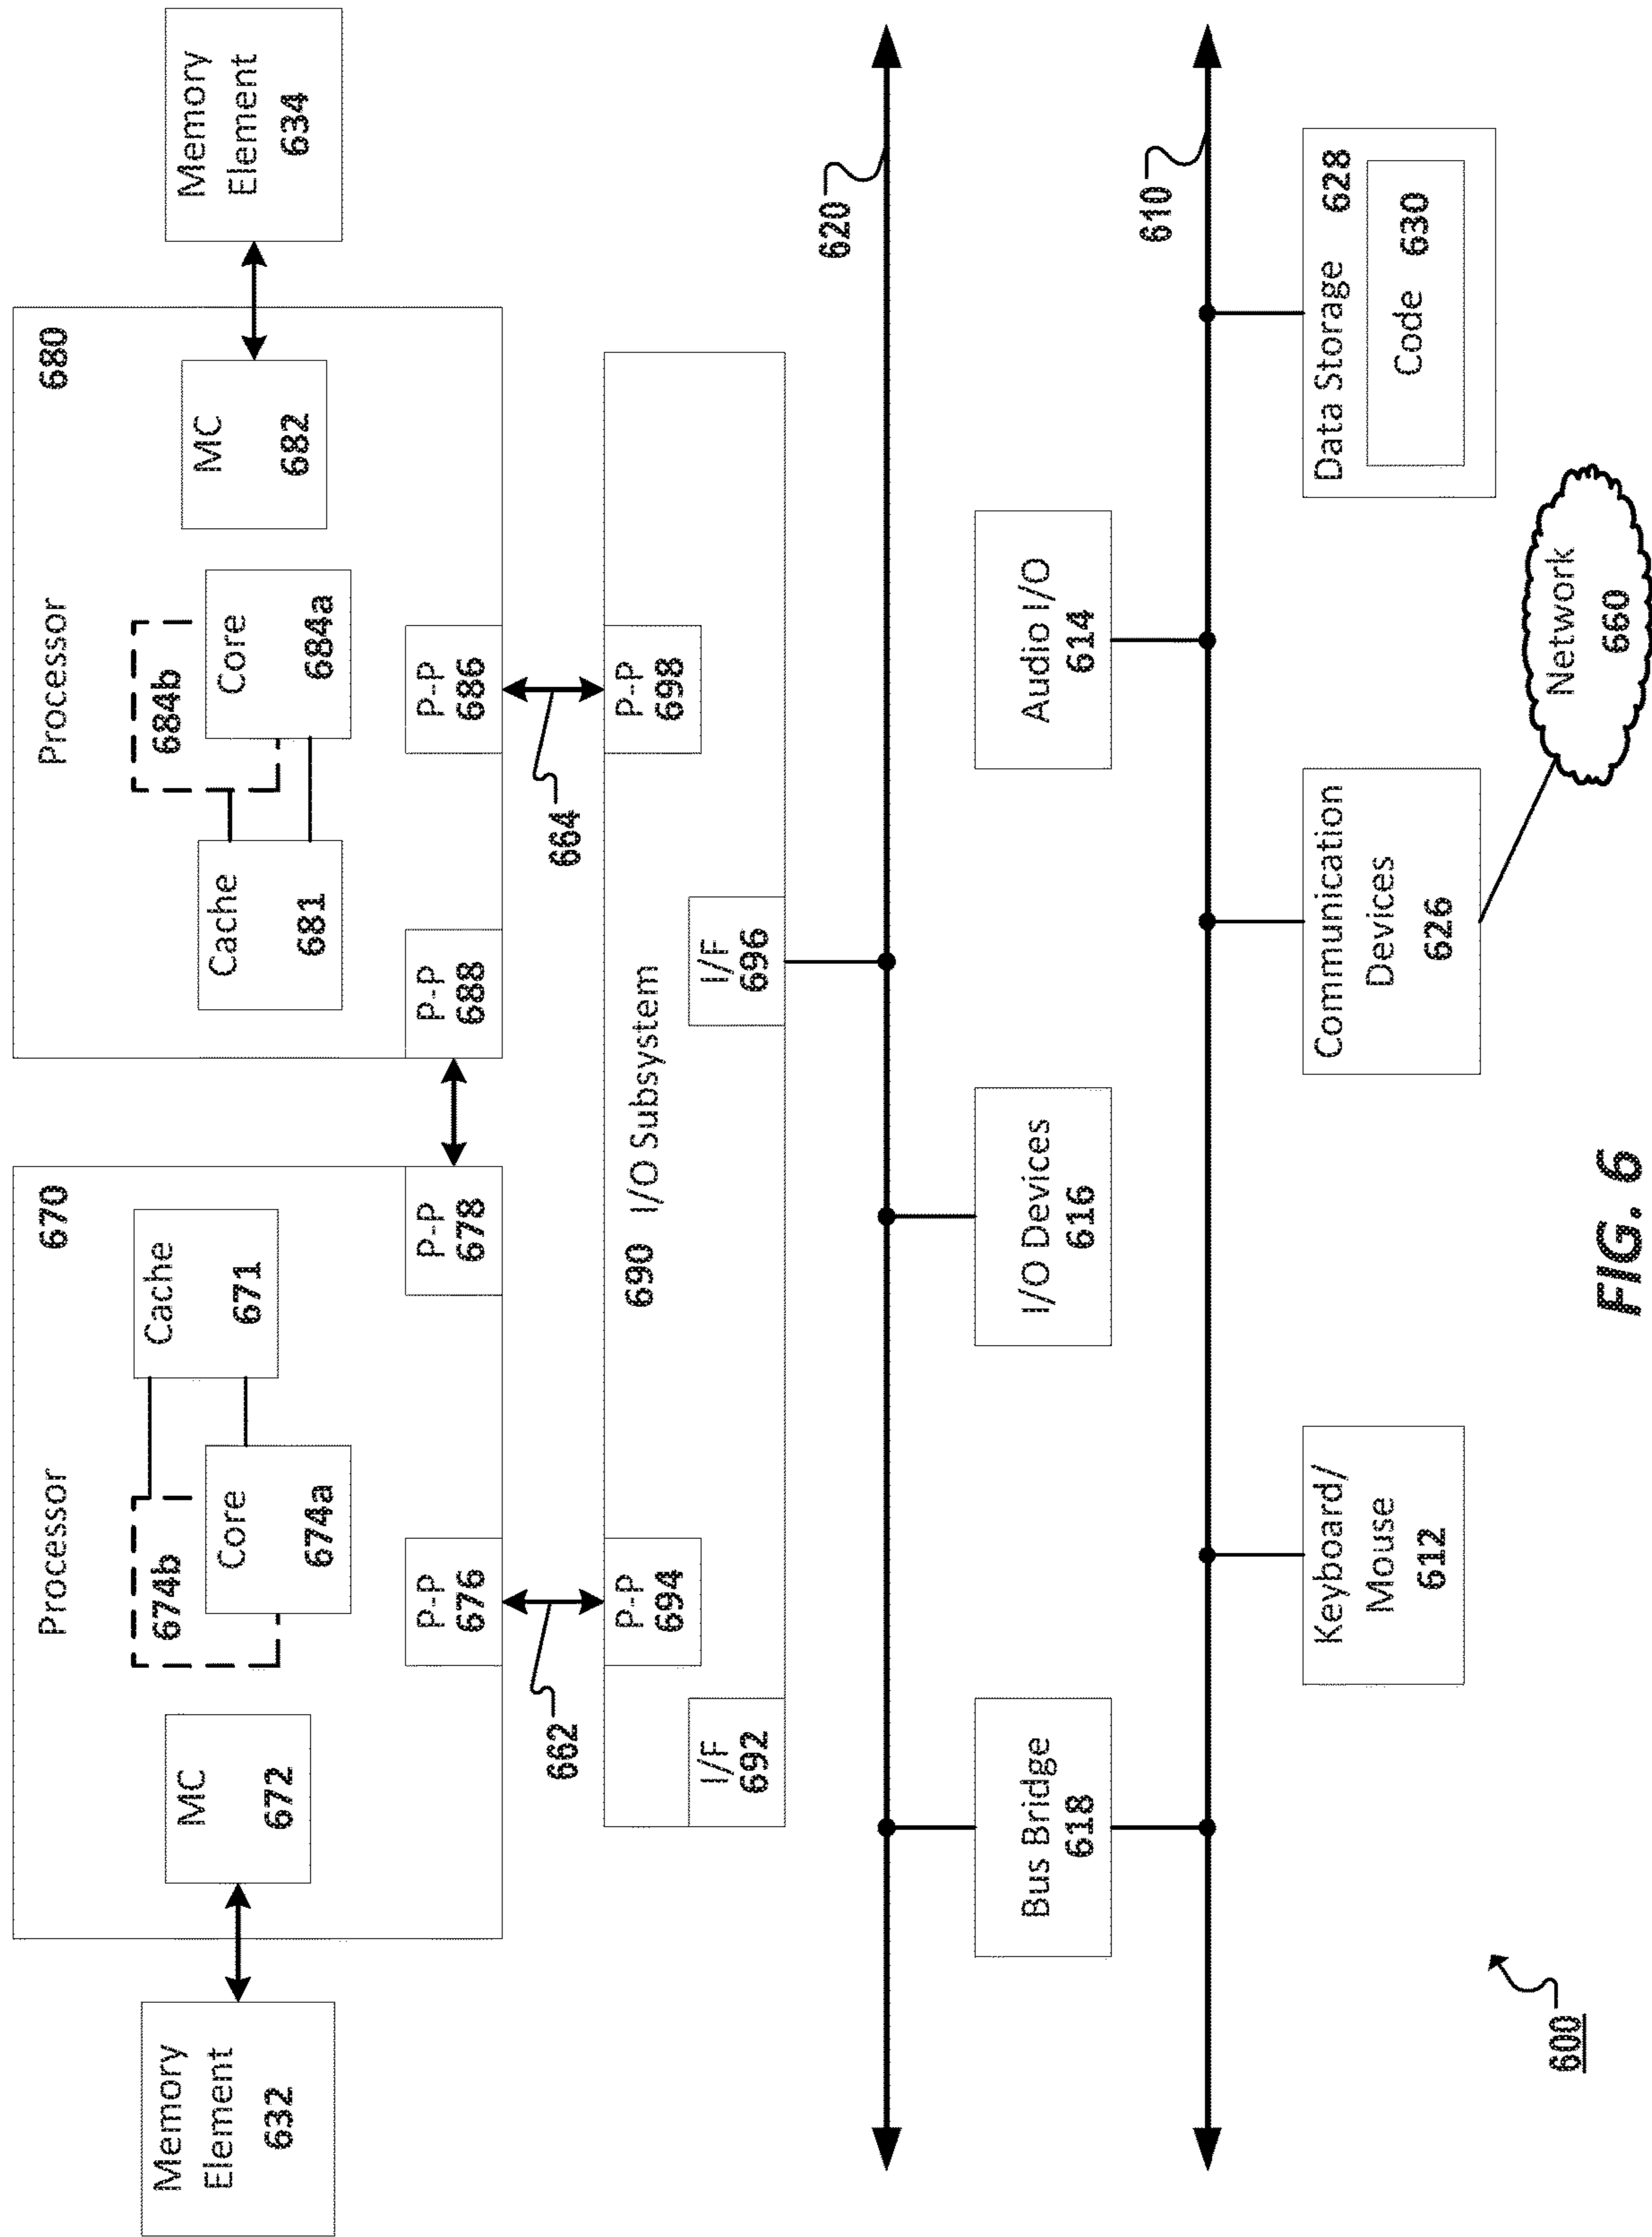 Memory
Element
632
Processor
670
MC
672
674b
Core
674a
Cache
671
P-P
676
P-P
678
Processor
680
Cache
681
684b
Core
684a
MC
682
P-P
688
P-P
686
Memory
Element
634
662
664
P-P
694
690 I/O Subsystem
P-P
698
I/F
692
I/F
696
620
Bus Bridge
618
I/O Devices
616
Audio I/O
614
610
Keyboard/
Mouse
612
Communication
Devices
626
Data Storage 628
Code 630
Network
660
600
FIG. 6